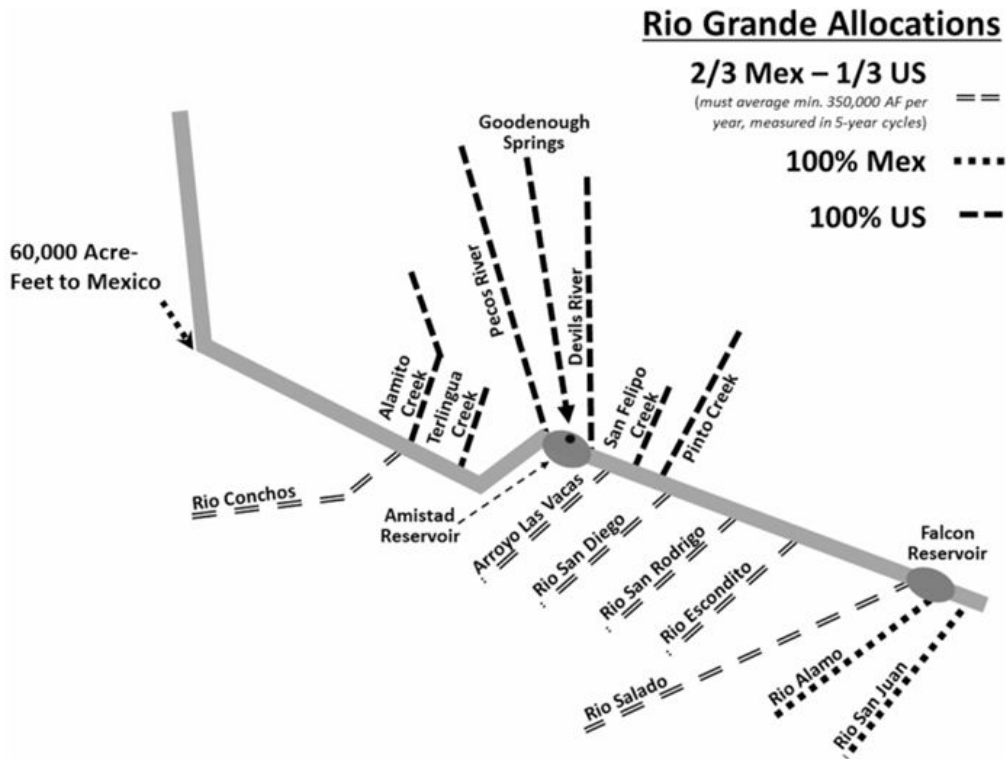 Rio Grande Allocations
2/3 Mex – 1/3 US
(must average min. 350,000 AF per
year, measured in 5-year cycles)
100% Mex
100% US
Goodenough
Springs
60,000 Acre-
Feet to Mexico
Pecos River
Devils River
Alamito
Creek
Terlingua
Creek
San Felipo
Creek
Pinto Creek
Rio Conchos
Amistad
Reservoir
Arroyo Las Vacas
Rio San Diego
Rio San Rodrigo
Rio Escondito
Falcon
Reservoir
Rio Salado
Rio Alamo
Rio San Juan